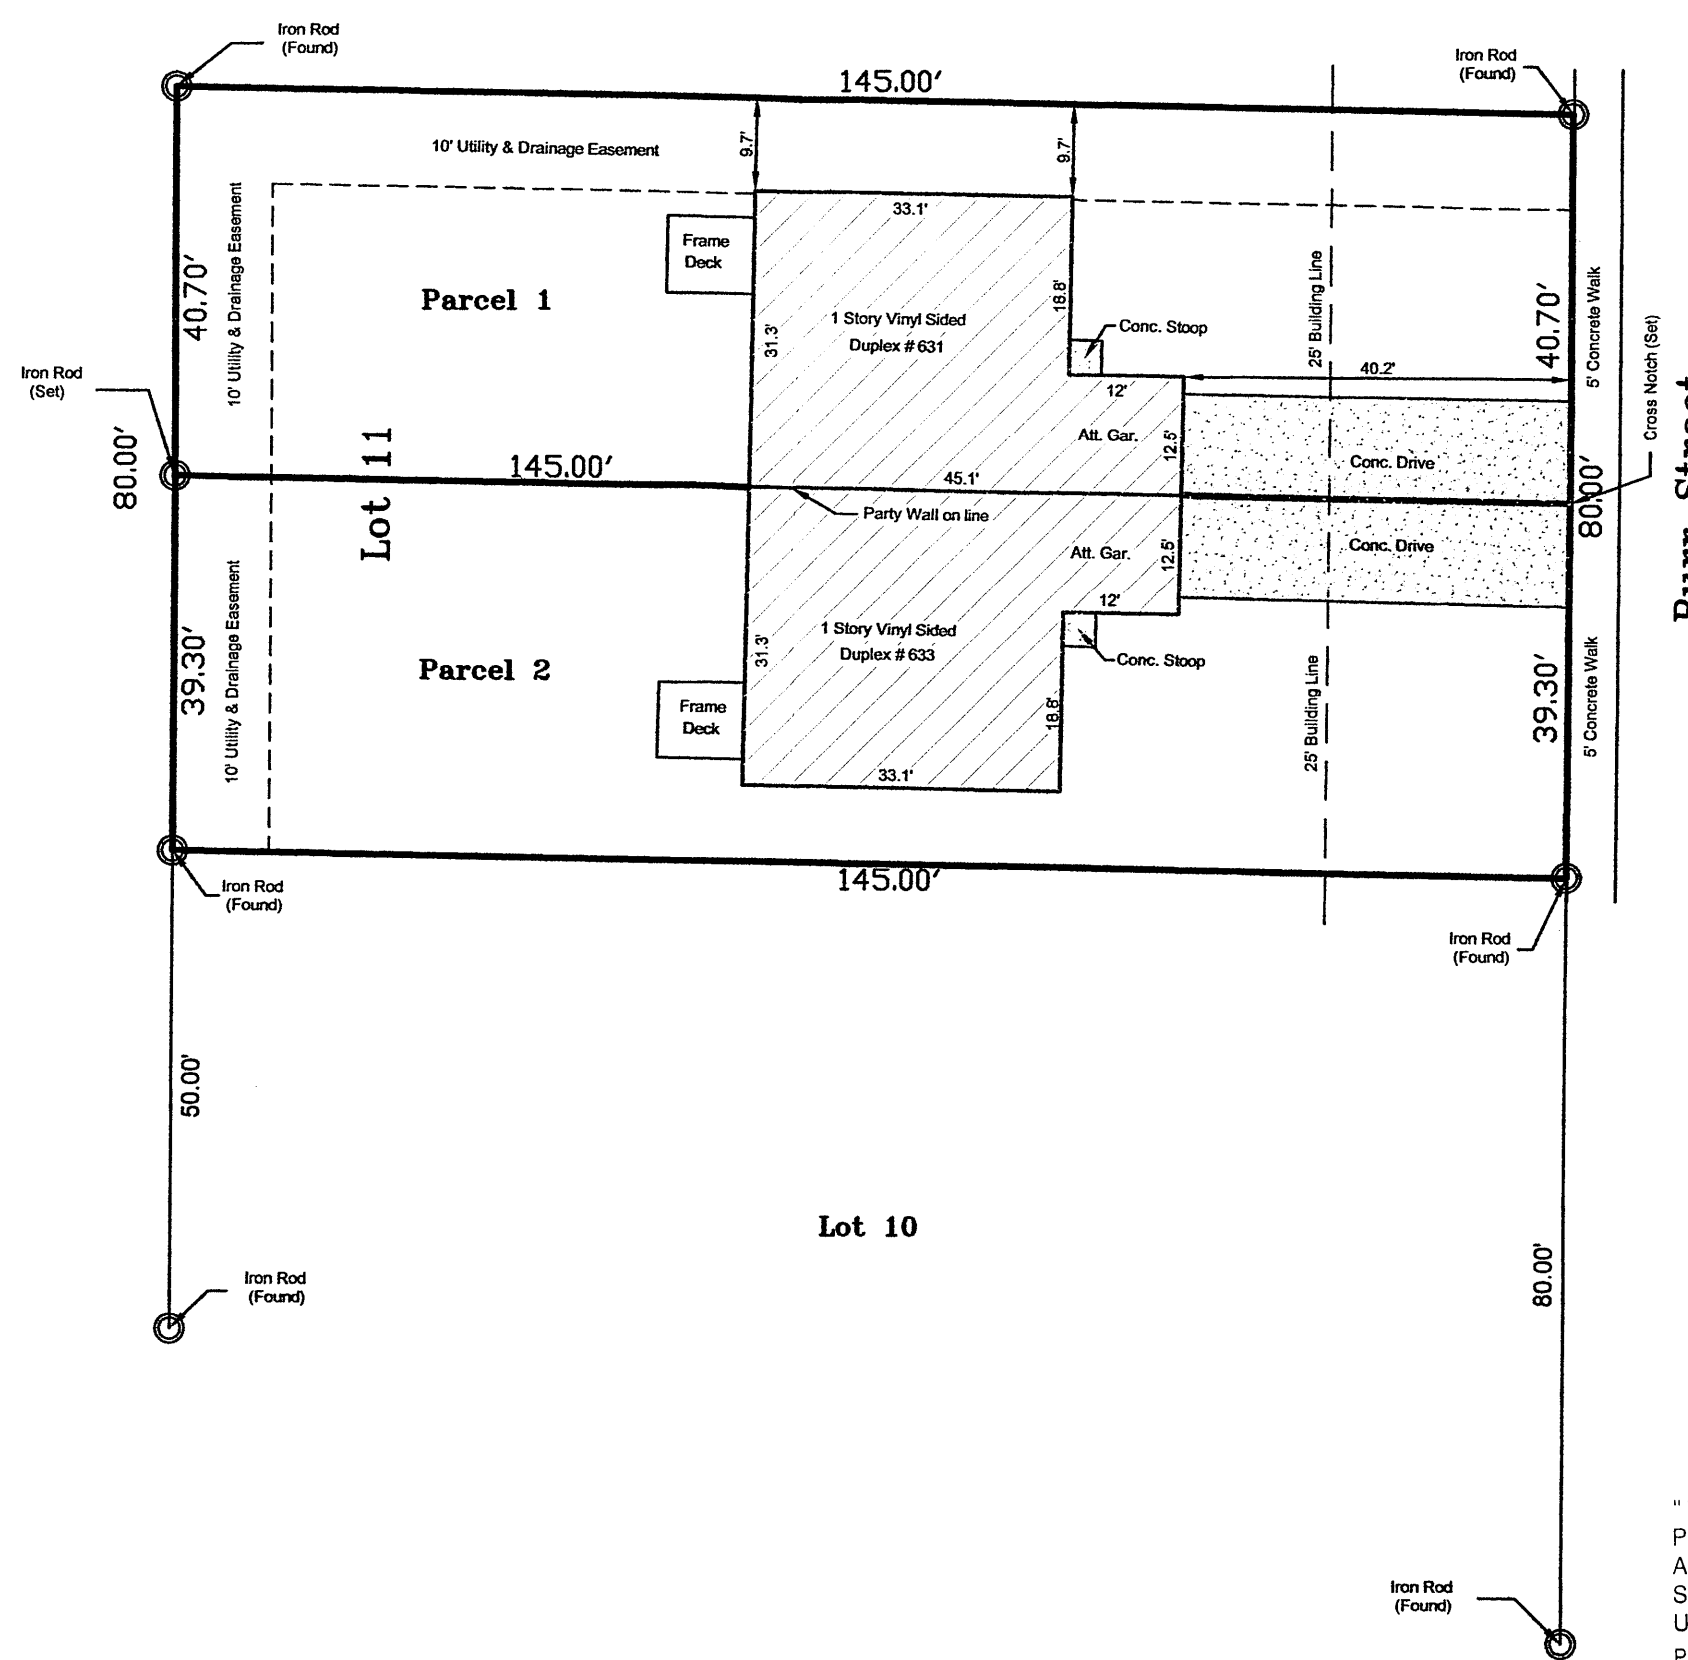 Iron Rod
(Found)
145.00'
Iron Rod
(Found)
10' Utility & Drainage Easement
9.7'
9.7'
33.1'
10' Utility & Drainage Easement
Frame
Deck
40.70'
Parcel 1
31.3'
1 Story Vinyl Sided
Duplex # 631
18.8'
Conc. Stoop
25' Building Line
40.70'
5' Concrete Walk
Cross Notch (Set)
Iron Rod
(Set)
12'
40.2'
80.00'
Lot 11
145.00'
Att. Gar.
12.5'
Conc. Drive
45.1'
80.00'
Party Wall on line
Att. Gar.
12.5'
Conc. Drive
12'
10' Utility & Drainage Easement
39.30'
Parcel 2
31.3'
1 Story Vinyl Sided
Duplex # 633
Conc. Stoop
18.8'
25' Building Line
39.30'
5' Concrete Walk
Frame
Deck
33.1'
145.00'
Iron Rod
(Found)
Iron Rod
(Found)
50.00'
Lot 10
80.00'
Iron Rod
(Found)
Iron Rod
(Found)
"
P
A
S
U